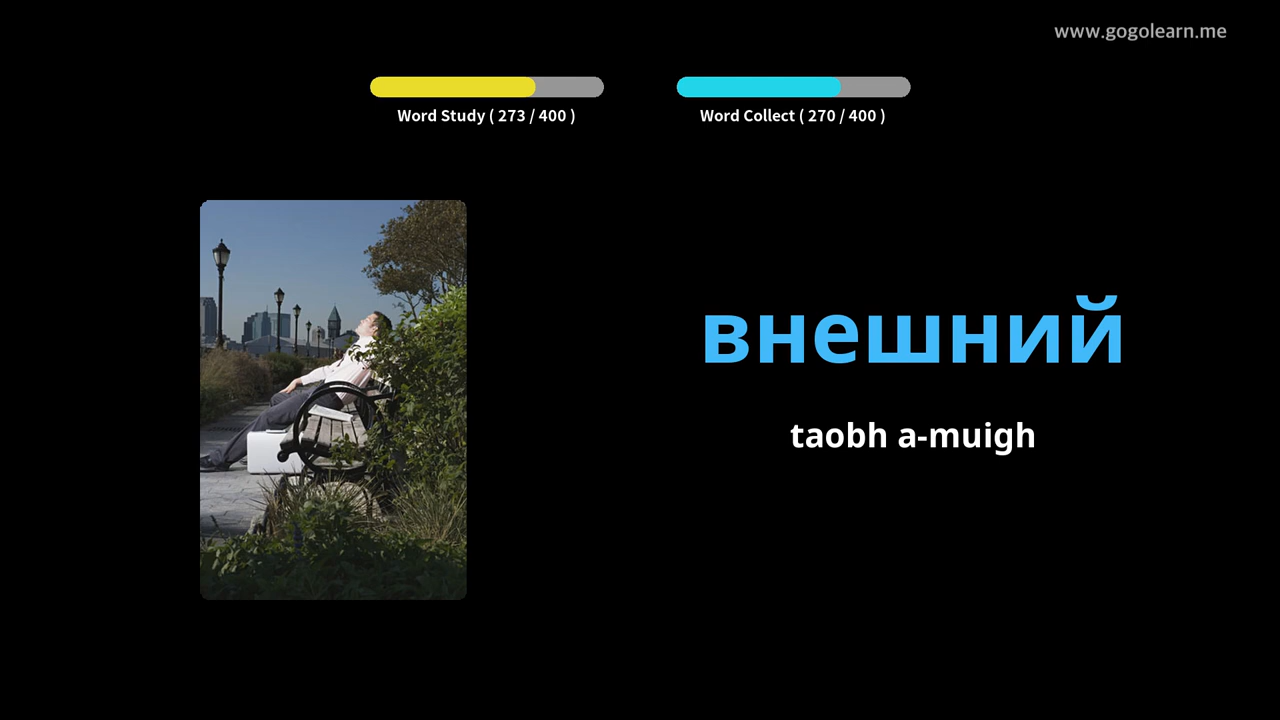 www.gogolearn.me
Word Study ( 273 / 400 )
Word Collect ( 270 / 400 )
внешний
taobh a-muigh